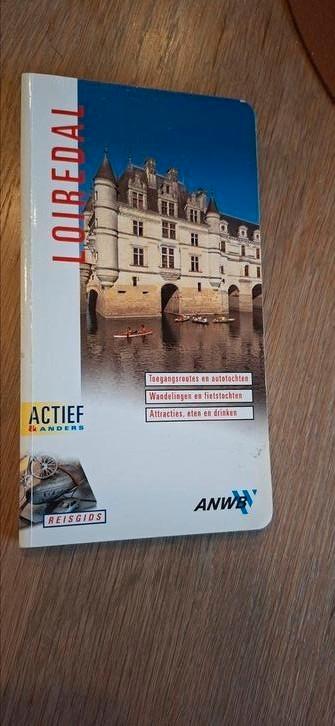 LOIREDAL
Toegangsroutes en autotochten
Wandelingen en fietstochten
Attracties, eten en drinken
ACTIEF
& ANDERS
REISGIDS
ANWB